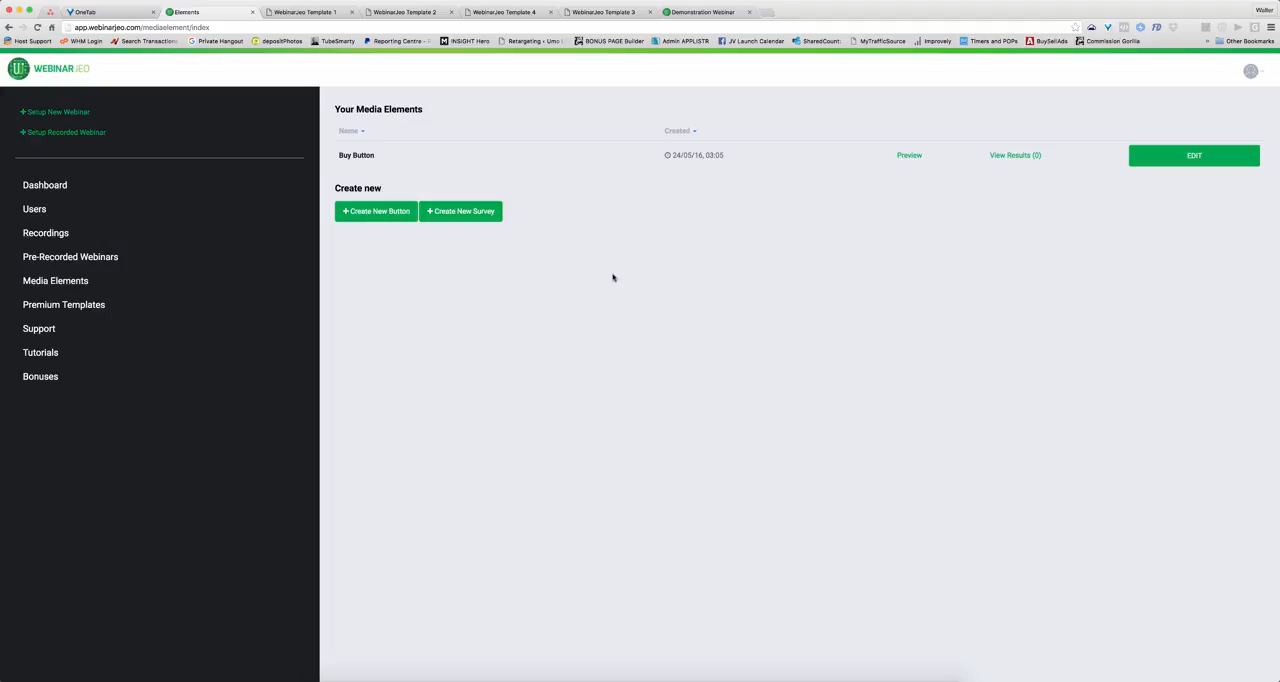 OneTab
Elements
WebinarJeo Template 1
WebinarJeo Template 2
WebinarJeo Template 4
WebinarJeo Template 3
Demonstration Webinar
Walter
app.webinarjeo.com/mediaelement/index
Host Support
WHM Login
Search Transactions
Private Hangout
depositPhotos
TubeSmarty
Reporting Centre - P
INSIGHT Hero
Retargeting ‹ Umo
BONUS PAGE Builder
Admin APPLISTR
JV Launch Calendar
SharedCount:
MyTrafficSource
Improvely
Timers and POPs
BuySellAds
Commission Gorilla
»
Other Bookmarks
WEBINARJEO
+ Setup New Webinar
+ Setup Recorded Webinar
Dashboard
Users
Recordings
Pre-Recorded Webinars
Media Elements
Premium Templates
Support
Tutorials
Bonuses
Your Media Elements
Name
Created
Buy Button
24/05/16, 03:05
Preview
View Results (0)
EDIT
Create new
+ Create New Button
+ Create New Survey